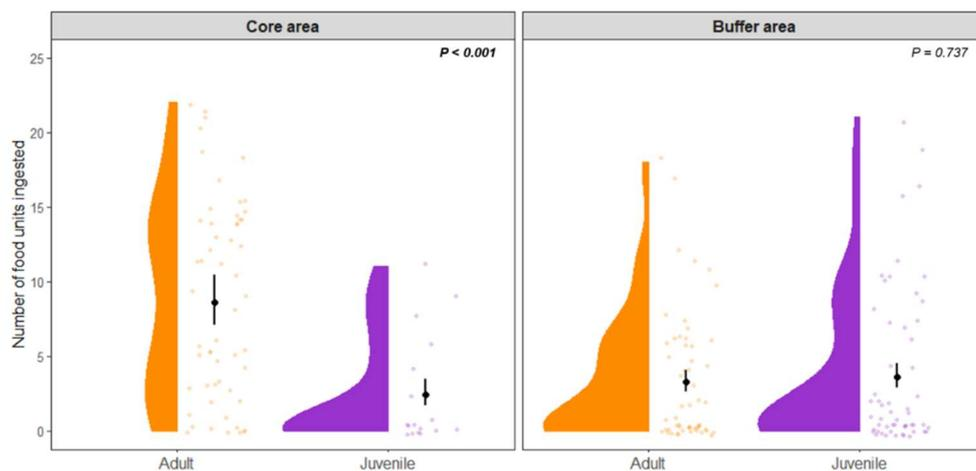 Core area
Buffer area
P < 0.001
P = 0.737
Number of food units ingested
25
20
15
10
5
0
Adult
Juvenile
Adult
Juvenile